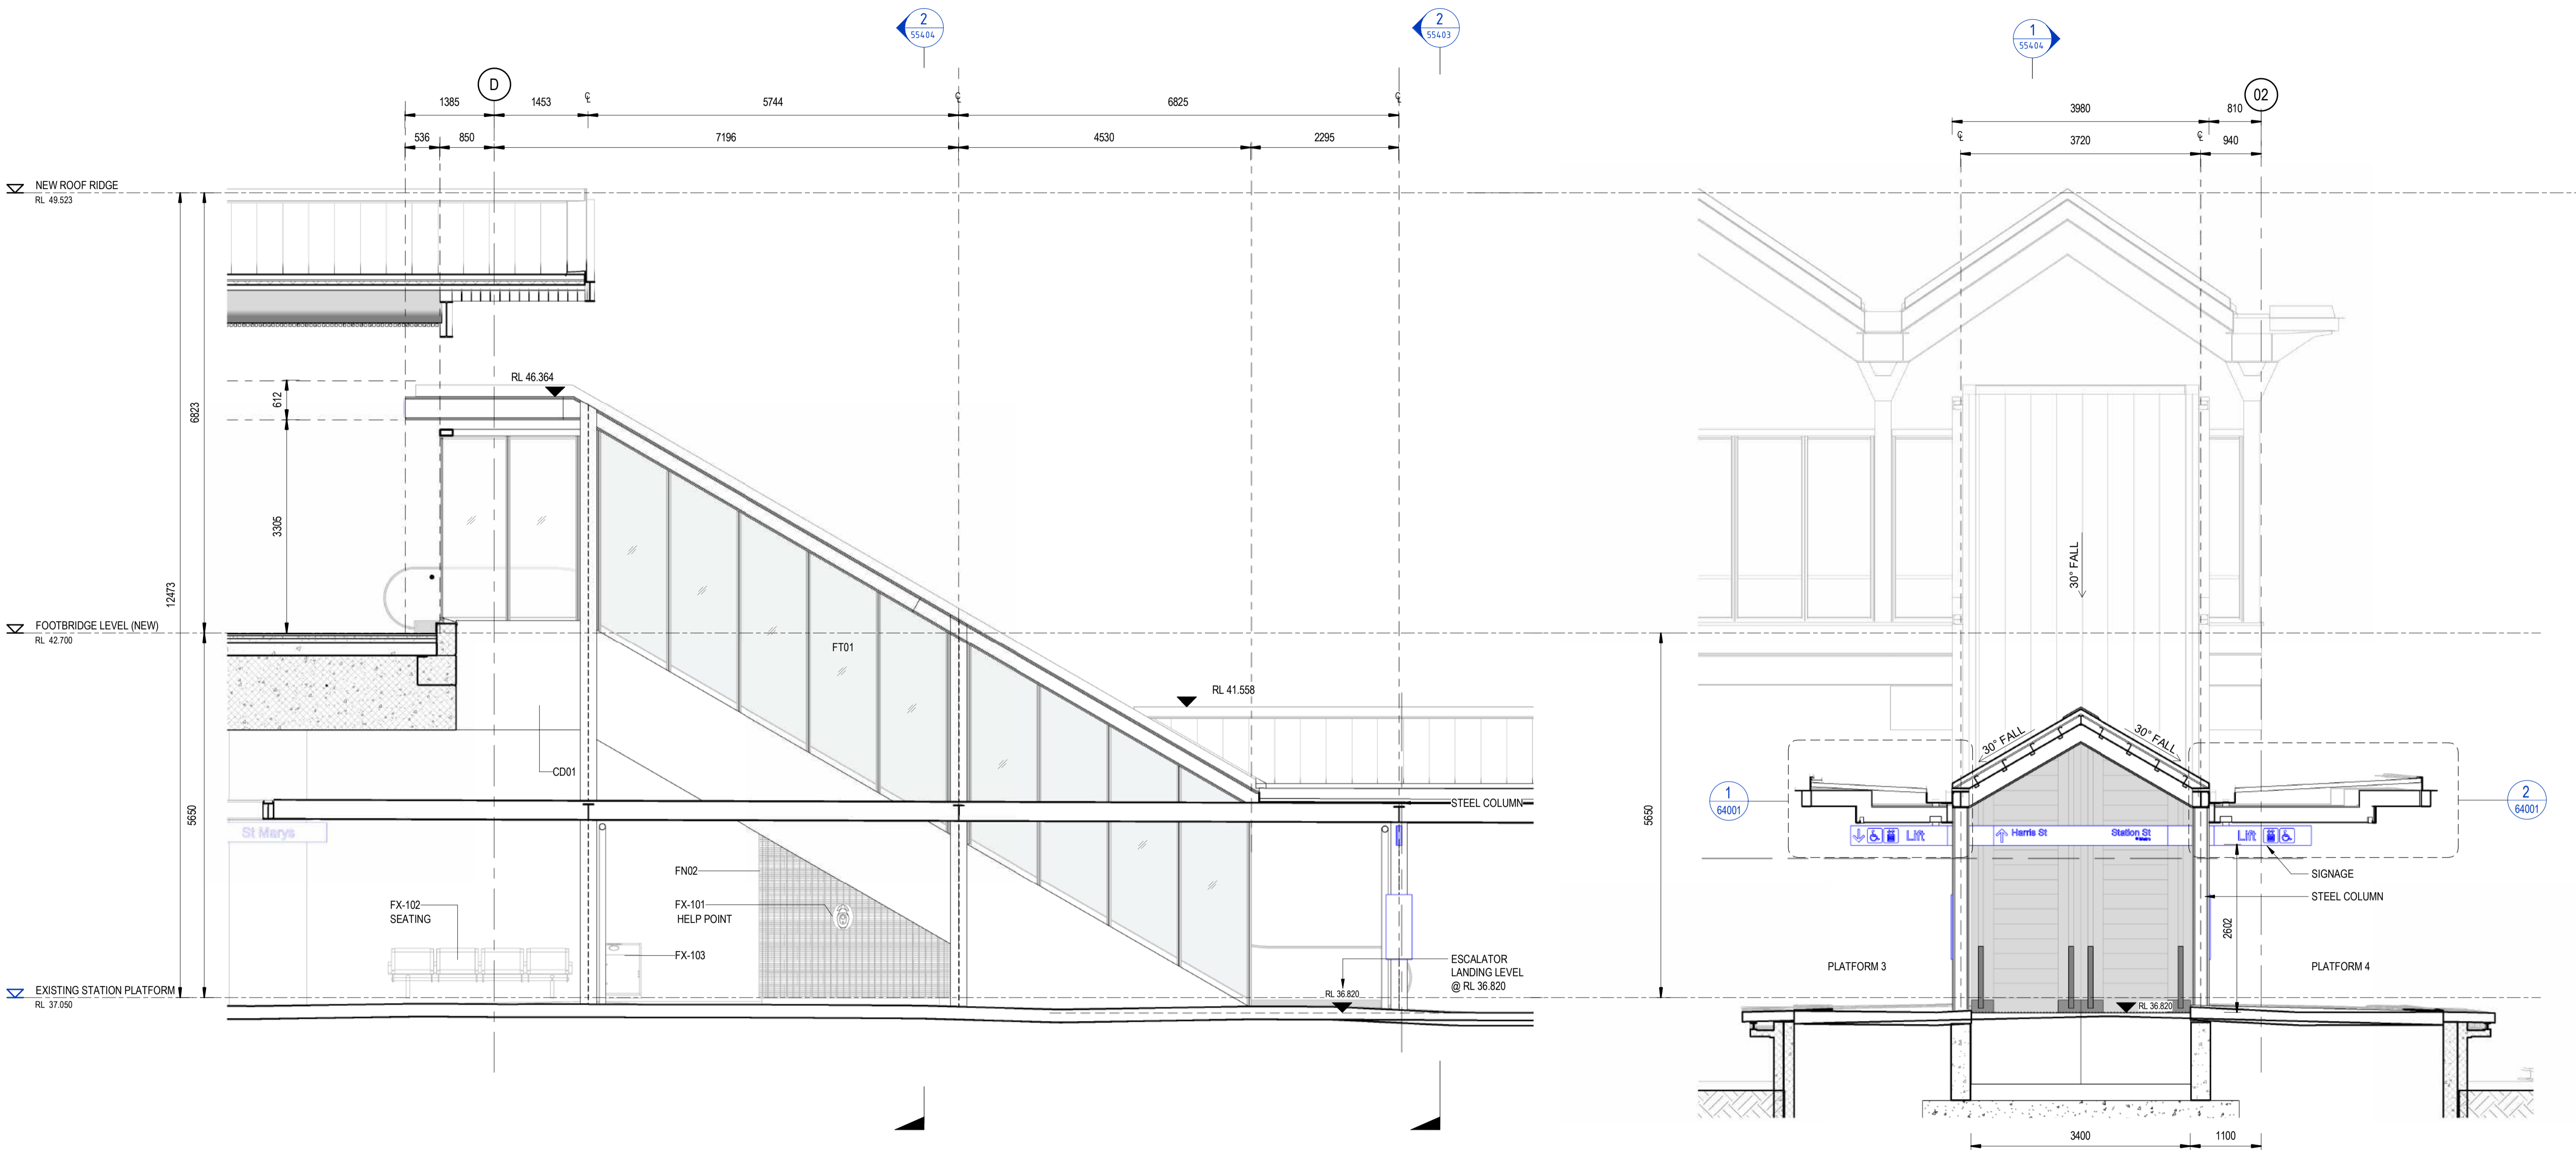 2
55404
2
55403
1
55404
D
02
1385
1453
℄
5744
℄
6825
℄
536
850
7196
4530
2295
3980
810
℄
3720
℄
940
NEW ROOF RIDGE
RL 49.523
RL 46.364
612
6823
3305
12473
FOOTBRIDGE LEVEL (NEW)
RL 42.700
FT01
RL 41.558
CD01
5650
STEEL COLUMN
St Marys
FN02
FX-102
SEATING
FX-101
HELP POINT
FX-103
ESCALATOR
LANDING LEVEL
@ RL 36.820
RL 36.820
EXISTING STATION PLATFORM
RL 37.050
30° FALL
30° FALL
30° FALL
5650
1
64001
2
64001
Lift
Harris St
Station St
Lift
SIGNAGE
STEEL COLUMN
2602
PLATFORM 3
PLATFORM 4
RL 36.820
3400
1100